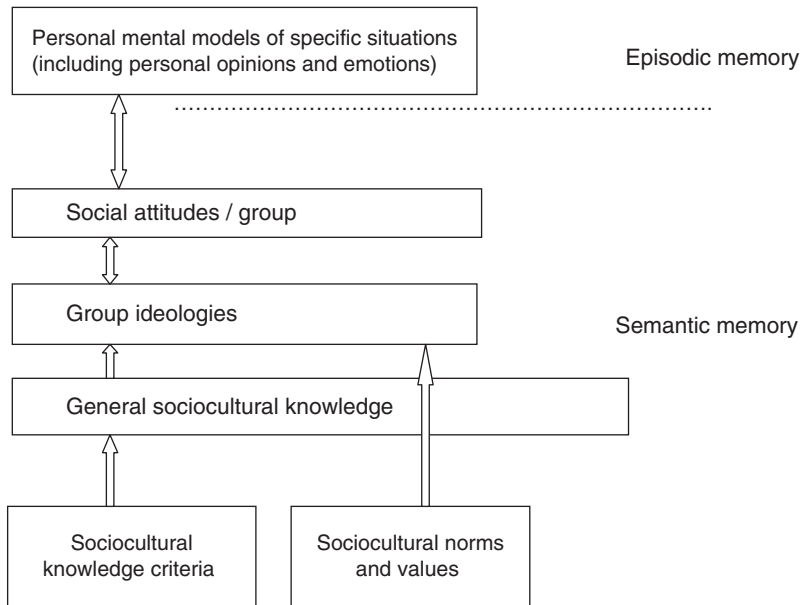 Personal mental models of specific situations
(including personal opinions and emotions)
Episodic memory
Social attitudes / group
Group ideologies
Semantic memory
General sociocultural knowledge
Sociocultural
knowledge criteria
Sociocultural norms
and values